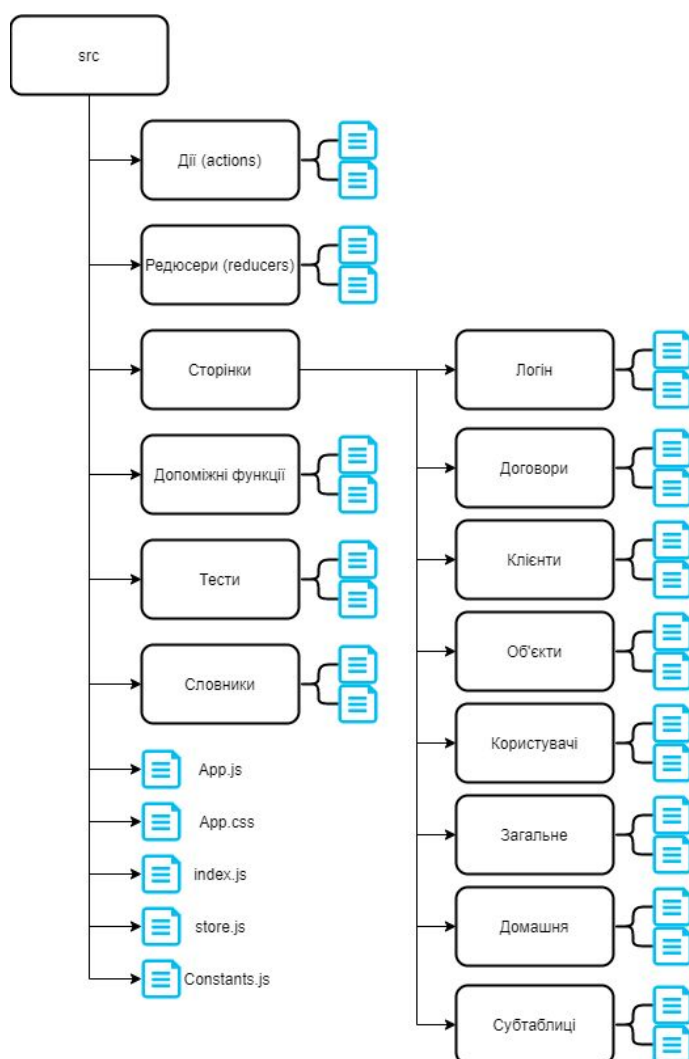 src
Дії (actions)
Редюсери (reducers)
Сторінки
Логін
Допоміжні функції
Договори
Тести
Клієнти
Словники
Об'єкти
Користувачі
App.js
Загальне
App.css
index.js
Домашня
store.js
Constants.js
Субтаблиці